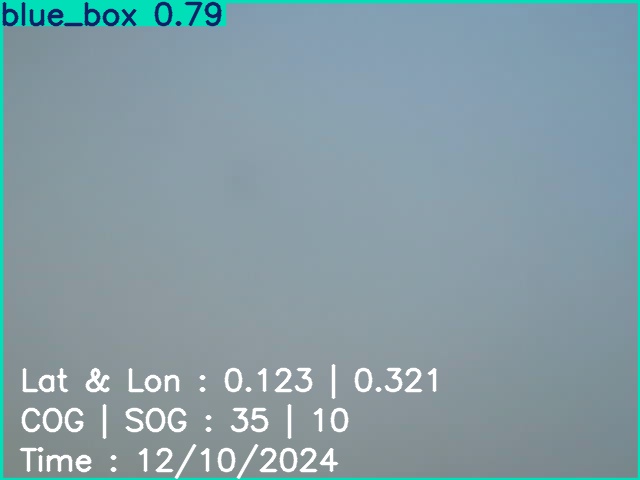 blue_box 0.79
Lat & Lon : 0.123 | 0.321
COG | SOG : 35 | 10
Time : 12/10/2024